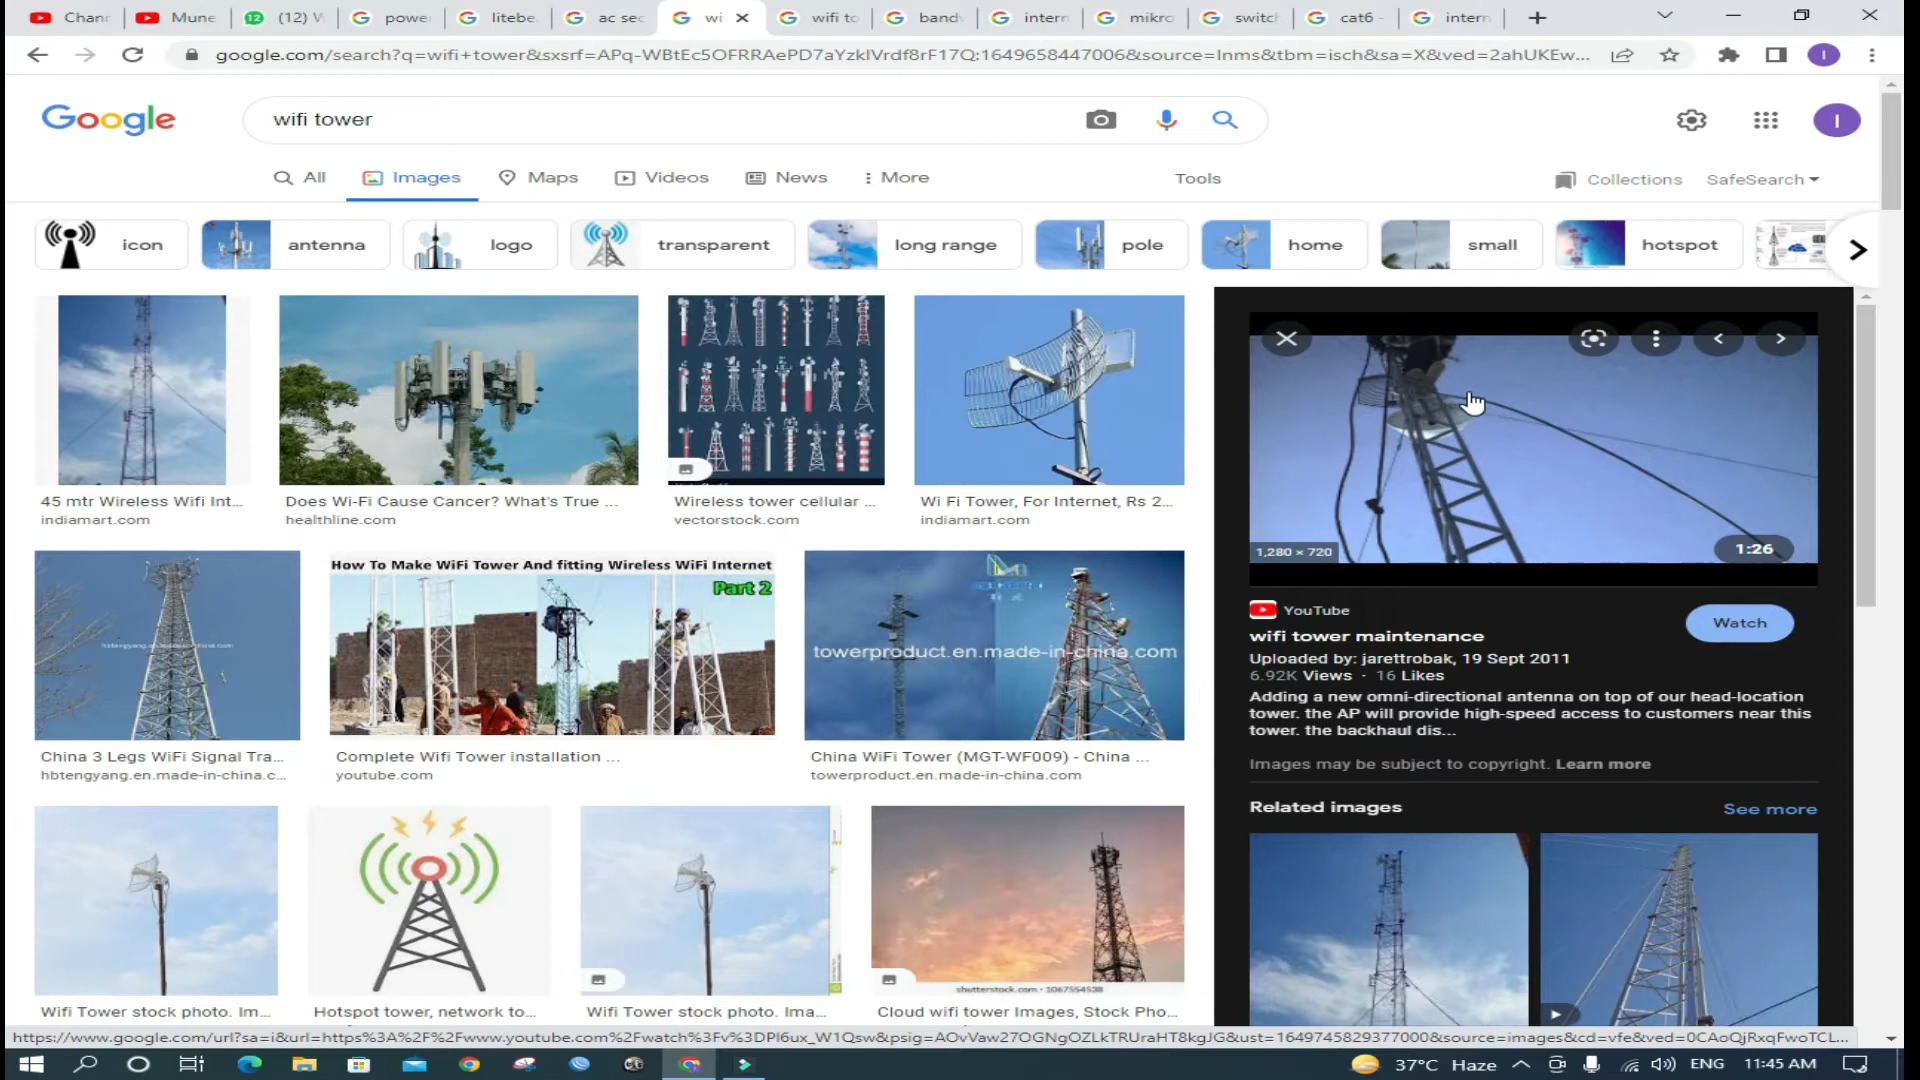 Chann
Mune
(12) W
power
litebe
ac sec
wi
wifi to
band
intern
mikro
switch
cat6 -
intern
google.com/search?q=wifi+tower&sxsrf=APq-WBtEc5OFRRAePD7aYzkIVrdf8rF17Q:1649658447006&source=lnms&tbm=isch&sa=X&ved=2ahUKEw...
I
Google
wifi tower
I
All
Images
Maps
Videos
News
More
Tools
Collections
SafeSearch
icon
antenna
logo
transparent
long range
pole
home
small
hotspot
45 mtr Wireless Wifi Int...
indiamart.com
Does Wi-Fi Cause Cancer? What's True ...
healthline.com
Wireless tower cellular ...
vectorstock.com
Wi Fi Tower, For Internet, Rs 2...
indiamart.com
1,280 × 720
1:26
YouTube
Watch
wifi tower maintenance
Uploaded by: jarettrobak, 19 Sept 2011
6.92K Views · 16 Likes
Adding a new omni-directional antenna on top of our head-location
tower. the AP will provide high-speed access to customers near this
tower. the backhaul dis...
Images may be subject to copyright. Learn more
Related images
See more
How To Make WiFi Tower And fitting Wireless WiFi Internet
Part 2
towerproduct.en.made-in-china.com
China 3 Legs WiFi Signal Tra...
hbtengyang.en.made-in-china.c...
Complete Wifi Tower installation ...
youtube.com
China WiFi Tower (MGT-WF009) - China ...
towerproduct.en.made-in-china.com
shutterstock.com · 1067554538
Wifi Tower stock photo. Im...
Hotspot tower, network to...
Wifi Tower stock photo. Ima...
Cloud wifi tower Images, Stock Pho...
https://www.google.com/url?sa=i&url=https%3A%2F%2Fwww.youtube.com%2Fwatch%3Fv%3DPl6ux_W1Qsw&psig=AOvVaw27OGNgOZLkTRUraHT8kgJG&ust=1649745829377000&source=images&cd=vfe&ved=0CAoQjRxqFwoTCL...
37°C Haze
ENG
11:45 AM